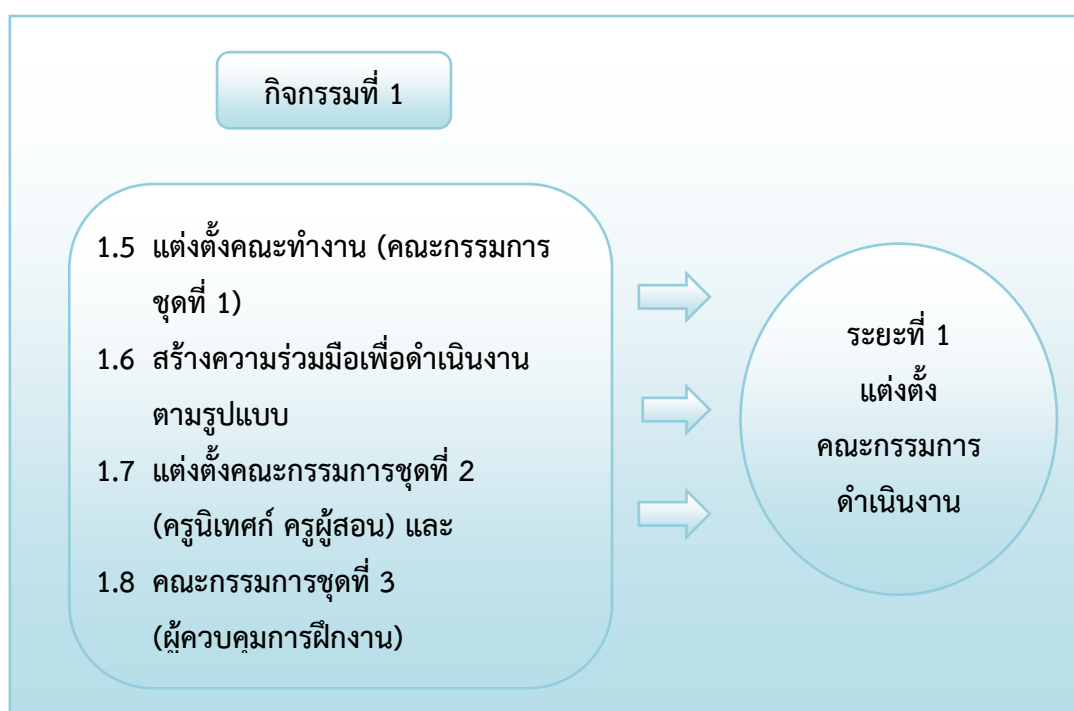 กิจกรรมที่ 1
1.5 แต่งตั้งคณะทำงาน (คณะกรรมการ
ชุดที่ 1)
1.6 สร้างความร่วมมือเพื่อดำเนินงาน
ตามรูปแบบ
1.7 แต่งตั้งคณะกรรมการชุดที่ 2
(ครูนิเทศก์ ครูผู้สอน) และ
1.8 คณะกรรมการชุดที่ 3
(ผู้ควบคุมการฝึกงาน)
ระยะที่ 1
แต่งตั้ง
คณะกรรมการ
ดำเนินงาน